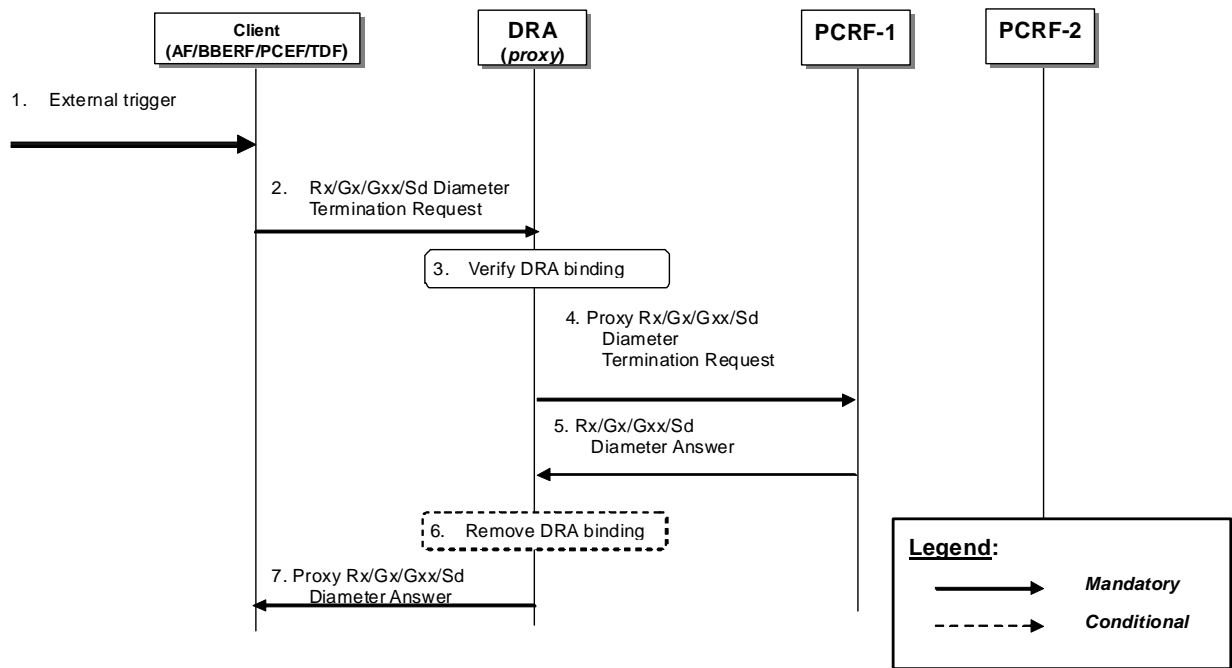 Client
(AF/BBERF/PCEF/TDF)
DRA
(proxy)
PCRF-1
PCRF-2
1. External trigger
2. Rx/Gx/Gxx/Sd Diameter
Termination Request
3. Verify DRA binding
4. Proxy Rx/Gx/Gxx/Sd
Diameter
Termination Request
5. Rx/Gx/Gxx/Sd
Diameter Answer
6. Remove DRA binding
7. Proxy Rx/Gx/Gxx/Sd
Diameter Answer
Legend:
Mandatory
Conditional